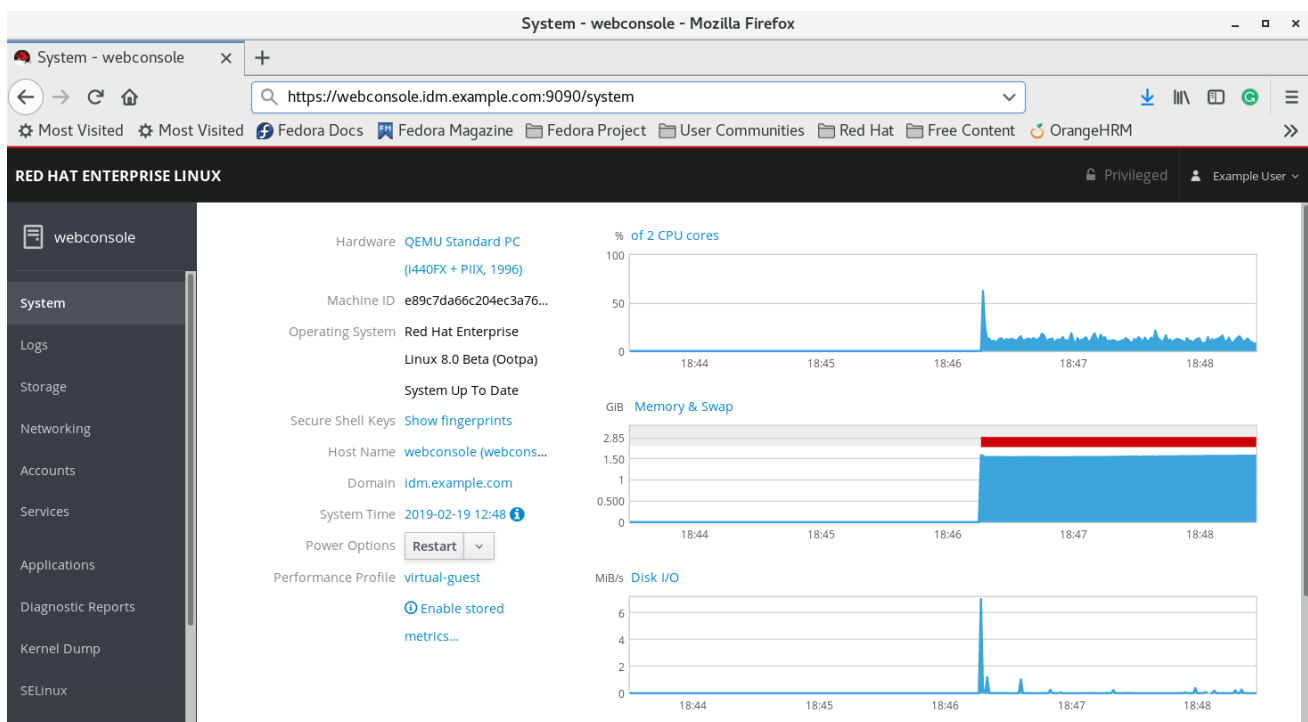 System - webconsole - Mozilla Firefox
System - webconsole
https://webconsole.idm.example.com:9090/system
Most Visited Most Visited Fedora Docs Fedora Magazine Fedora Project User Communities Red Hat Free Content OrangeHRM
RED HAT ENTERPRISE LINUX
Privileged
Example User
webconsole
System
Logs
Storage
Networking
Accounts
Services
Applications
Diagnostic Reports
Kernel Dump
SELinux
Hardware QEMU Standard PC
(i440FX + PIIX, 1996)
Machine ID e89c7da66c204ec3a76...
Operating System Red Hat Enterprise
Linux 8.0 Beta (Ootpa)
System Up To Date
Secure Shell Keys Show fingerprints
Host Name webconsole (webcons...
Domain idm.example.com
System Time 2019-02-19 12:48
Power Options Restart
Performance Profile virtual-guest
Enable stored
metrics...
% of 2 CPU cores
100
50
0
18:44 18:45 18:46 18:47 18:48
GiB Memory & Swap
2.85
1.50
1
0.500
0
18:44 18:45 18:46 18:47 18:48
MiB/s Disk I/O
6
4
2
0
18:44 18:45 18:46 18:47 18:48